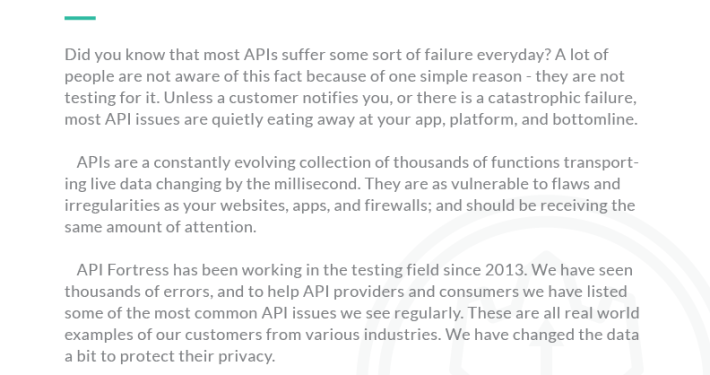 Did you know that most APIs suffer some sort of failure everyday? A lot of
people are not aware of this fact because of one simple reason - they are not
testing for it. Unless a customer notifies you, or there is a catastrophic failure,
most API issues are quietly eating away at your app, platform, and bottomline.
APIs are a constantly evolving collection of thousands of functions transport-
ing live data changing by the millisecond. They are as vulnerable to flaws and
irregularities as your websites, apps, and firewalls; and should be receiving the
same amount of attention.
API Fortress has been working in the testing field since 2013. We have seen
thousands of errors, and to help API providers and consumers we have listed
some of the most common API issues we see regularly. These are all real world
examples of our customers from various industries. We have changed the data
a bit to protect their privacy.